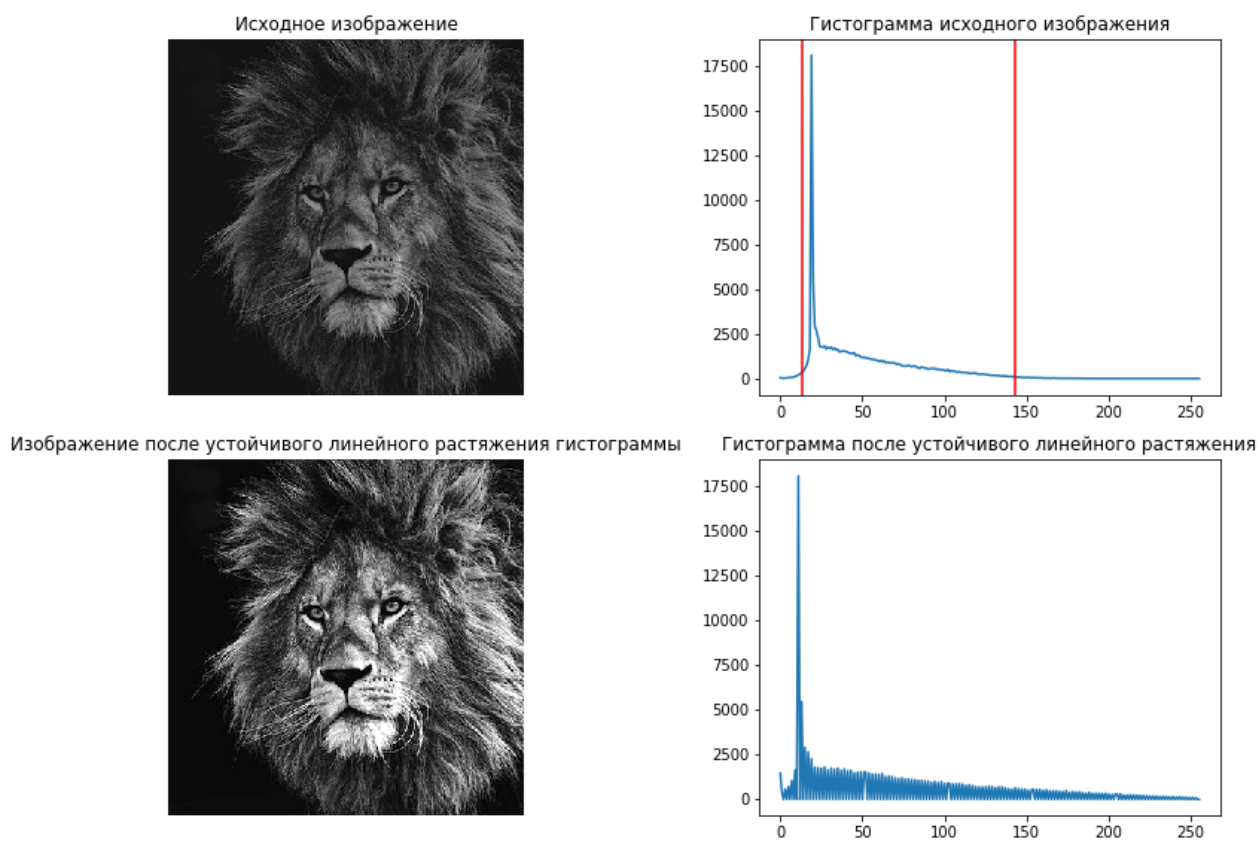 Исходное изображение
Гистограмма исходного изображения
17500
15000
12500
10000
7500
5000
2500
0
0 50 100 150 200 250
Изображение после устойчивого линейного растяжения гистограммы
Гистограмма после устойчивого линейного растяжения
17500
15000
12500
10000
7500
5000
2500
0
0 50 100 150 200 250